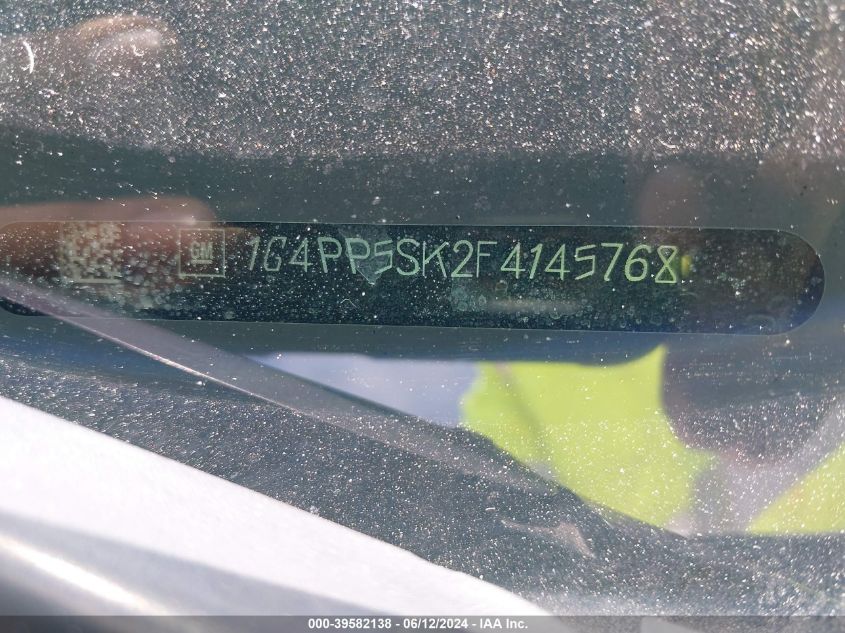 GM 1G4PP5SK2F4145768
000-39582138 - 06/12/2024 - IAA Inc.